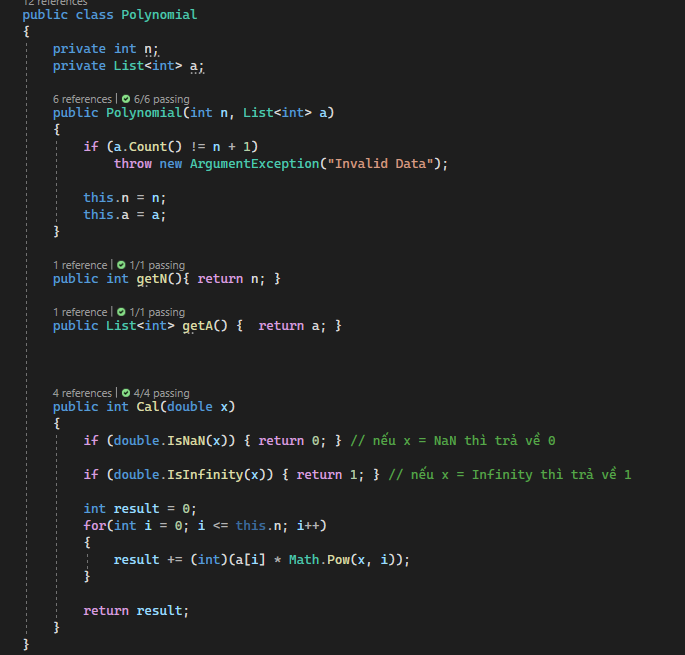 12 references
public class Polynomial
{
private int n;
private List<int> a;
6 references | 6/6 passing
public Polynomial(int n, List<int> a)
{
if (a.Count() != n + 1)
throw new ArgumentException("Invalid Data");
this.n = n;
this.a = a;
}
1 reference | 1/1 passing
public int getN(){ return n; }
1 reference | 1/1 passing
public List<int> getA() {  return a; }
4 references | 4/4 passing
public int Cal(double x)
{
if (double.IsNaN(x)) { return 0; } // nếu x = NaN thì trả về 0
if (double.IsInfinity(x)) { return 1; } // nếu x = Infinity thì trả về 1
int result = 0;
for(int i = 0; i <= this.n; i++)
{
result += (int)(a[i] * Math.Pow(x, i));
}
return result;
}
}